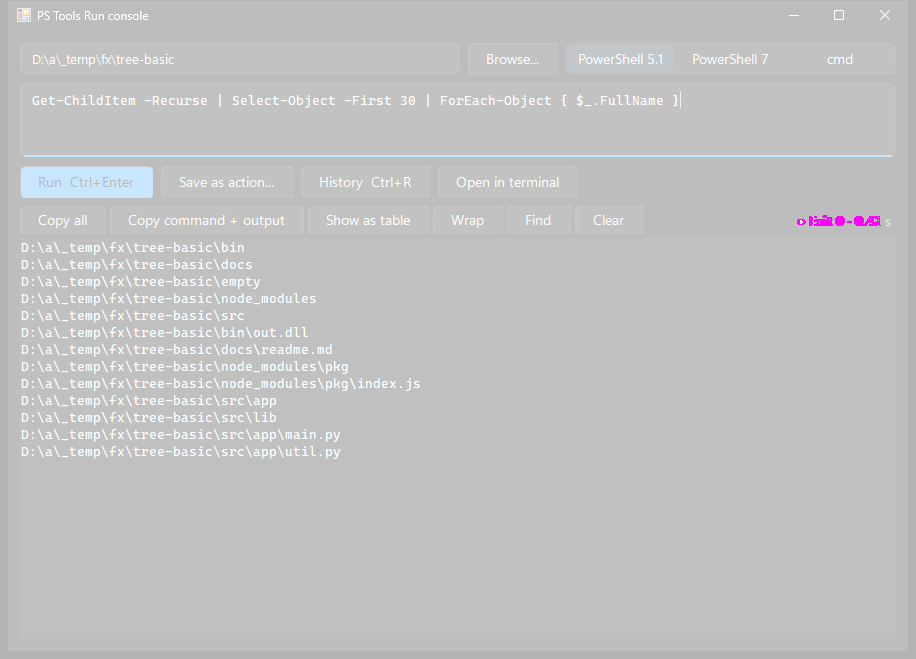 PS Tools Run console
D:\a\_temp\fx\tree-basic
Browse...
PowerShell 5.1
PowerShell 7
cmd
Get-ChildItem -Recurse | Select-Object -First 30 | ForEach-Object { $_.FullName }
Run Ctrl+Enter
Save as action...
History Ctrl+R
Open in terminal
Copy all
Copy command + output
Show as table
Wrap
Find
Clear
s
D:\a\_temp\fx\tree-basic\bin
D:\a\_temp\fx\tree-basic\docs
D:\a\_temp\fx\tree-basic\empty
D:\a\_temp\fx\tree-basic\node_modules
D:\a\_temp\fx\tree-basic\src
D:\a\_temp\fx\tree-basic\bin\out.dll
D:\a\_temp\fx\tree-basic\docs\readme.md
D:\a\_temp\fx\tree-basic\node_modules\pkg
D:\a\_temp\fx\tree-basic\node_modules\pkg\index.js
D:\a\_temp\fx\tree-basic\src\app
D:\a\_temp\fx\tree-basic\src\lib
D:\a\_temp\fx\tree-basic\src\app\main.py
D:\a\_temp\fx\tree-basic\src\app\util.py